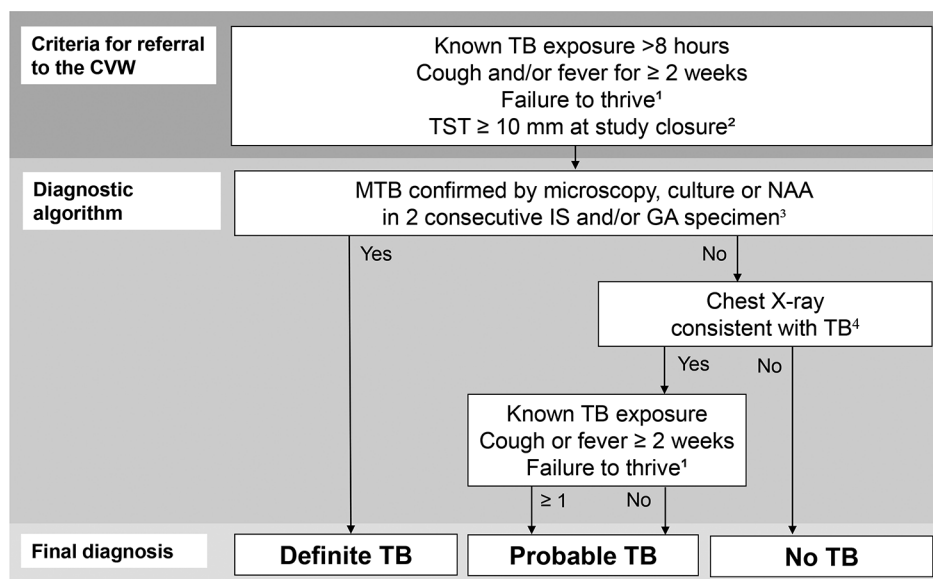 Criteria for referral
to the CVW
Known TB exposure >8 hours
Cough and/or fever for ≥ 2 weeks
Failure to thrive¹
TST ≥ 10 mm at study closure²
Diagnostic
algorithm
MTB confirmed by microscopy, culture or NAA
in 2 consecutive IS and/or GA specimen³
Yes
No
Chest X-ray
consistent with TB⁴
Yes
No
Known TB exposure
Cough or fever ≥ 2 weeks
Failure to thrive¹
≥ 1
No
Final diagnosis
Definite TB
Probable TB
No TB